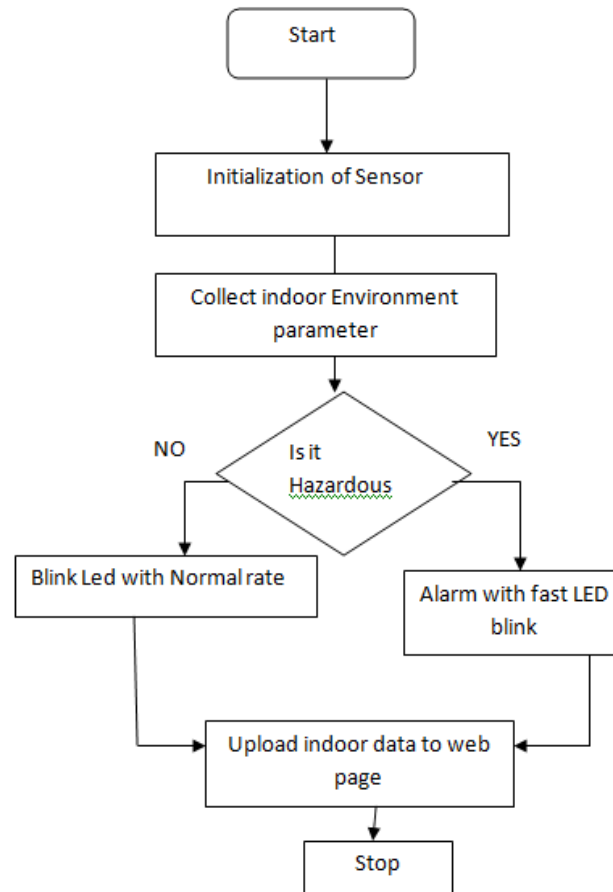 Start
Initialization of Sensor
Collect indoor Environment
parameter
NO
YES
Is it
Hazardous
Blink Led with Normal rate
Alarm with fast LED
blink
Upload indoor data to web
page
Stop